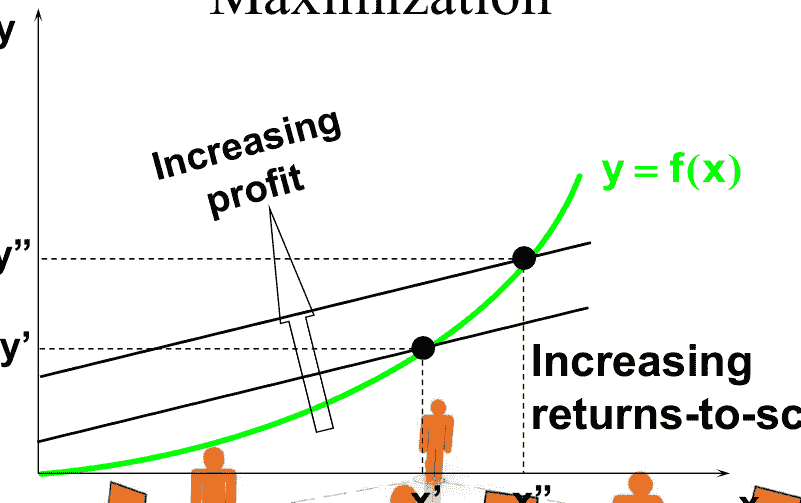 Maximization
y
Increasing
profit
y = f(x)
y”
y’
Increasing
returns-to-sc
x’
x”
x